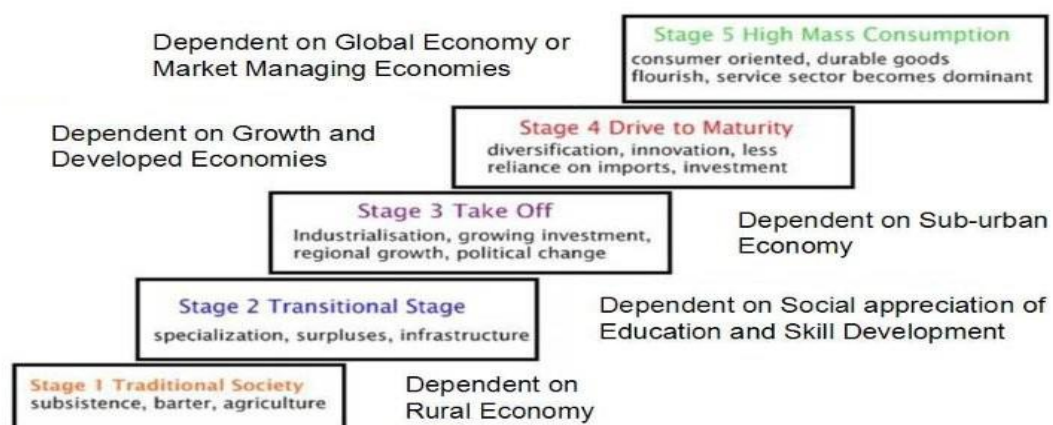 Dependent on Global Economy or
Market Managing Economies
Stage 5 High Mass Consumption
consumer oriented, durable goods
flourish, service sector becomes dominant
Dependent on Growth and
Developed Economies
Stage 4 Drive to Maturity
diversification, innovation, less
reliance on imports, investment
Stage 3 Take Off
Industrialisation, growing investment,
regional growth, political change
Dependent on Sub-urban
Economy
Stage 2 Transitional Stage
specialization, surpluses, infrastructure
Dependent on Social appreciation of
Education and Skill Development
Stage 1 Traditional Society
subsistence, barter, agriculture
Dependent on
Rural Economy